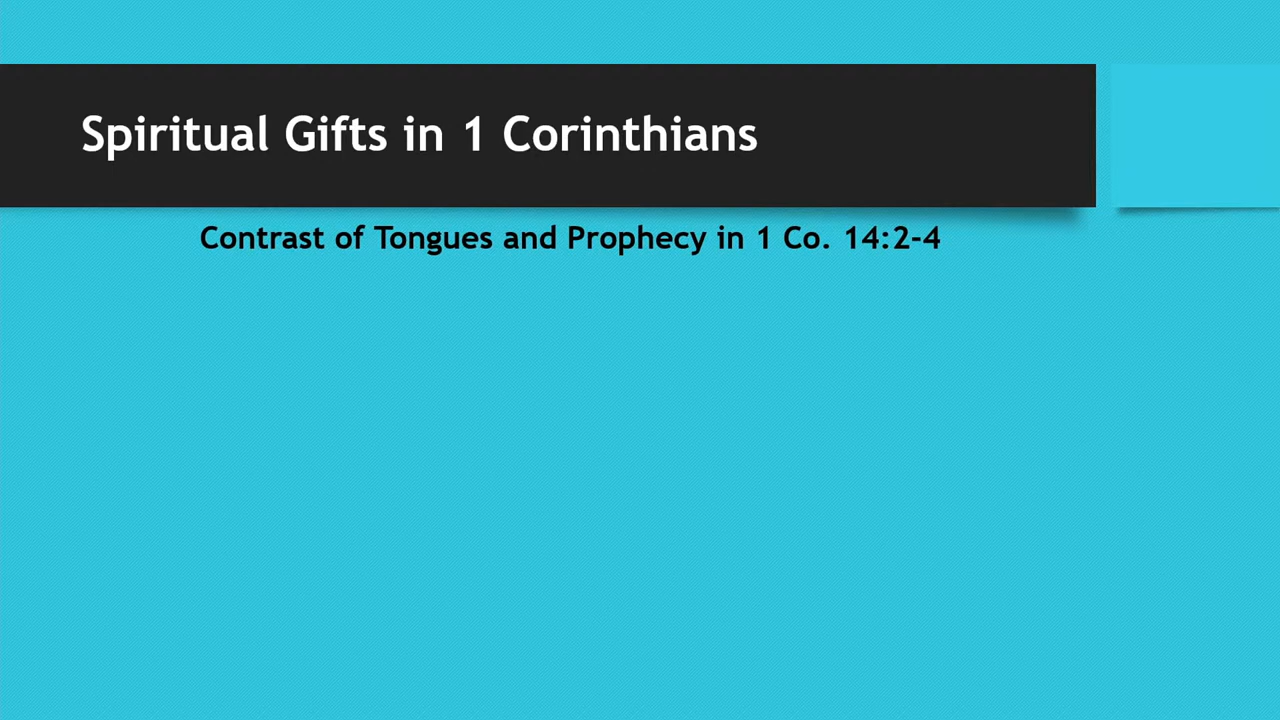 Spiritual Gifts in 1 Corinthians
Contrast of Tongues and Prophecy in 1 Co. 14:2-4